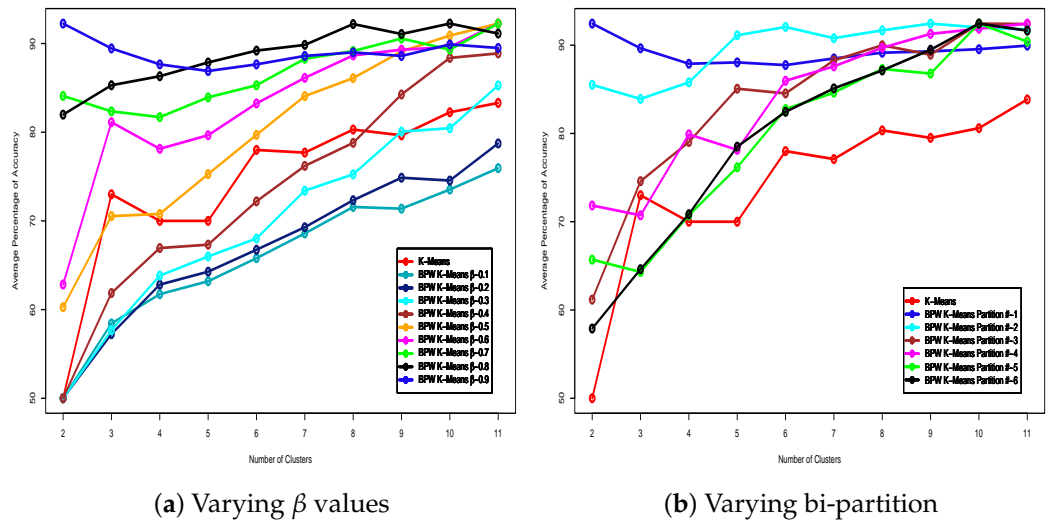 Average Percentage of Accuracy
90
80
70
60
50
K−Means
BPW K−Means β−0.1
BPW K−Means β−0.2
BPW K−Means β−0.3
BPW K−Means β−0.4
BPW K−Means β−0.5
BPW K−Means β−0.6
BPW K−Means β−0.7
BPW K−Means β−0.8
BPW K−Means β−0.9
2 3 4 5 6 7 8 9 10 11
Number of Clusters
(a) Varying β values
Average Percentage of Accuracy
90
80
70
60
50
K−Means
BPW K−Means Partition #−1
BPW K−Means Partition #−2
BPW K−Means Partition #−3
BPW K−Means Partition #−4
BPW K−Means Partition #−5
BPW K−Means Partition #−6
2 3 4 5 6 7 8 9 10 11
Number of Clusters
(b) Varying bi-partition